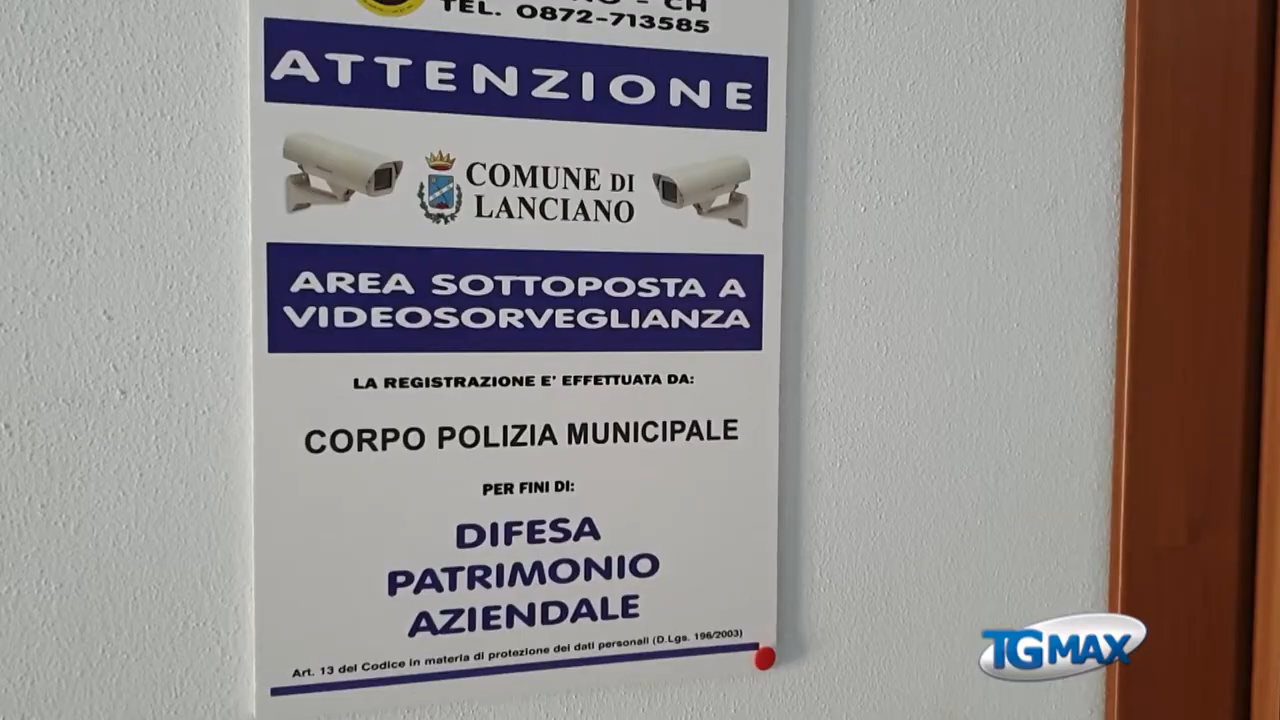 - CH
TEL. 0872-713585
ATTENZIONE
COMUNE DI
LANCIANO
AREA SOTTOPOSTA A
VIDEOSORVEGLIANZA
LA REGISTRAZIONE E' EFFETTUATA DA:
CORPO POLIZIA MUNICIPALE
PER FINI DI:
DIFESA
PATRIMONIO
AZIENDALE
Art. 13 del Codice in materia di protezione dei dati personali (D.Lgs. 196/2003)
TGMAX